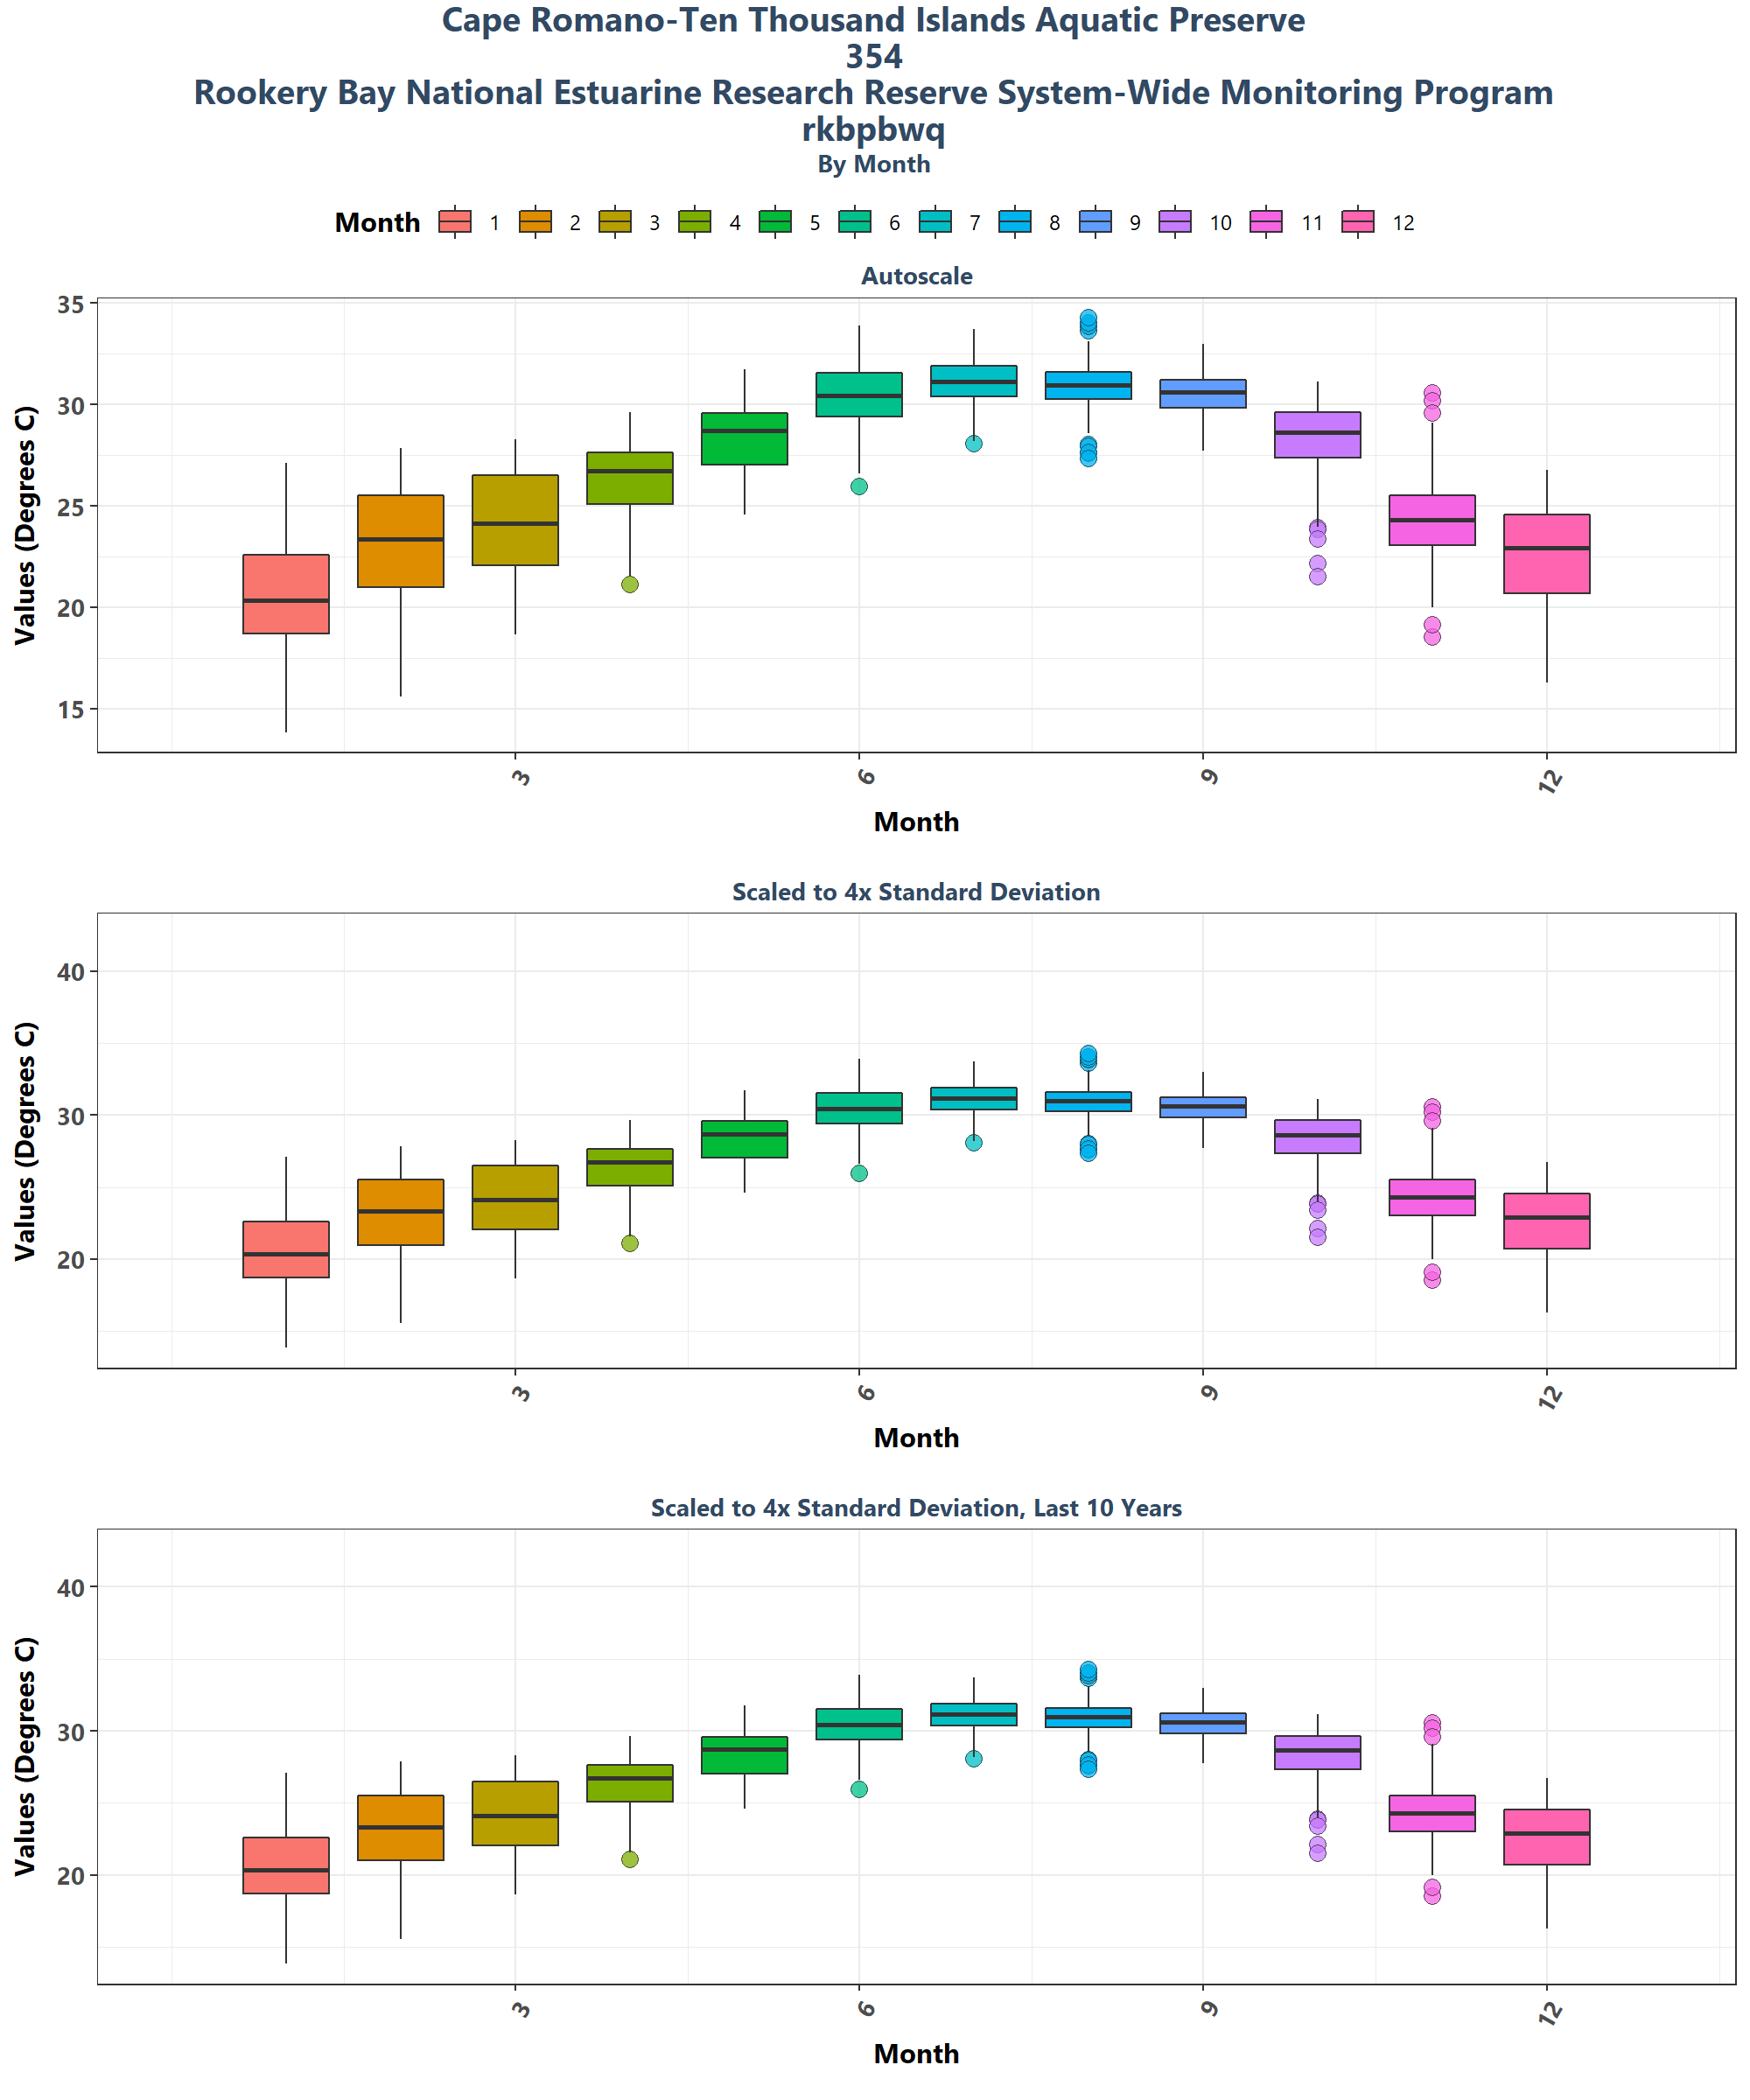 Cape Romano-Ten Thousand Islands Aquatic Preserve
354
Rookery Bay National Estuarine Research Reserve System-Wide Monitoring Program
rkbpbwq
By Month
Month 1 2 3 4 5 6 7 8 9 10 11 12
Autoscale
Values (Degrees C)
35
30
25
20
15
3 6 9 12
Month
Scaled to 4x Standard Deviation
Values (Degrees C)
40
30
20
3 6 9 12
Month
Scaled to 4x Standard Deviation, Last 10 Years
Values (Degrees C)
40
30
20
3 6 9 12
Month